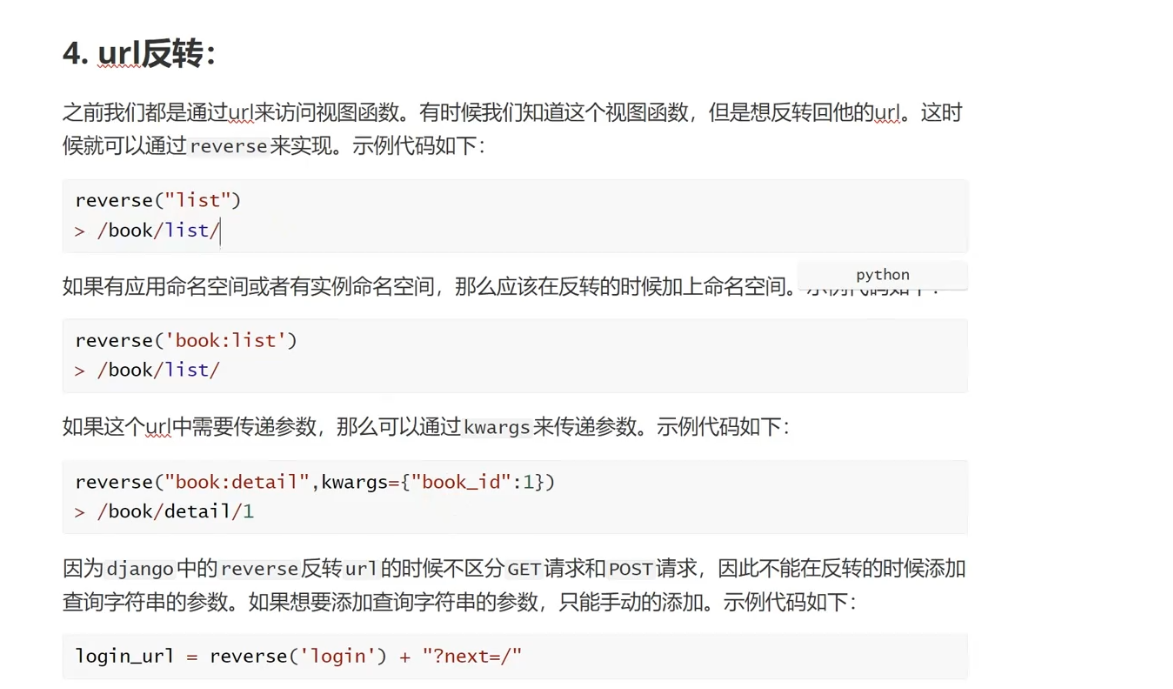 4. url反转：
之前我们都是通过url来访问视图函数。有时候我们知道这个视图函数，但是想反转回他的url。这时
候就可以通过reverse来实现。示例代码如下：
reverse("list")
> /book/list/
python
如果有应用命名空间或者有实例命名空间，那么应该在反转的时候加上命名空间。示例代码如下：
reverse('book:list')
> /book/list/
如果这个url中需要传递参数，那么可以通过kwargs来传递参数。示例代码如下：
reverse("book:detail",kwargs={"book_id":1})
> /book/detail/1
因为django中的reverse反转url的时候不区分GET请求和POST请求，因此不能在反转的时候添加
查询字符串的参数。如果想要添加查询字符串的参数，只能手动的添加。示例代码如下：
login_url = reverse('login') + "?next=/"